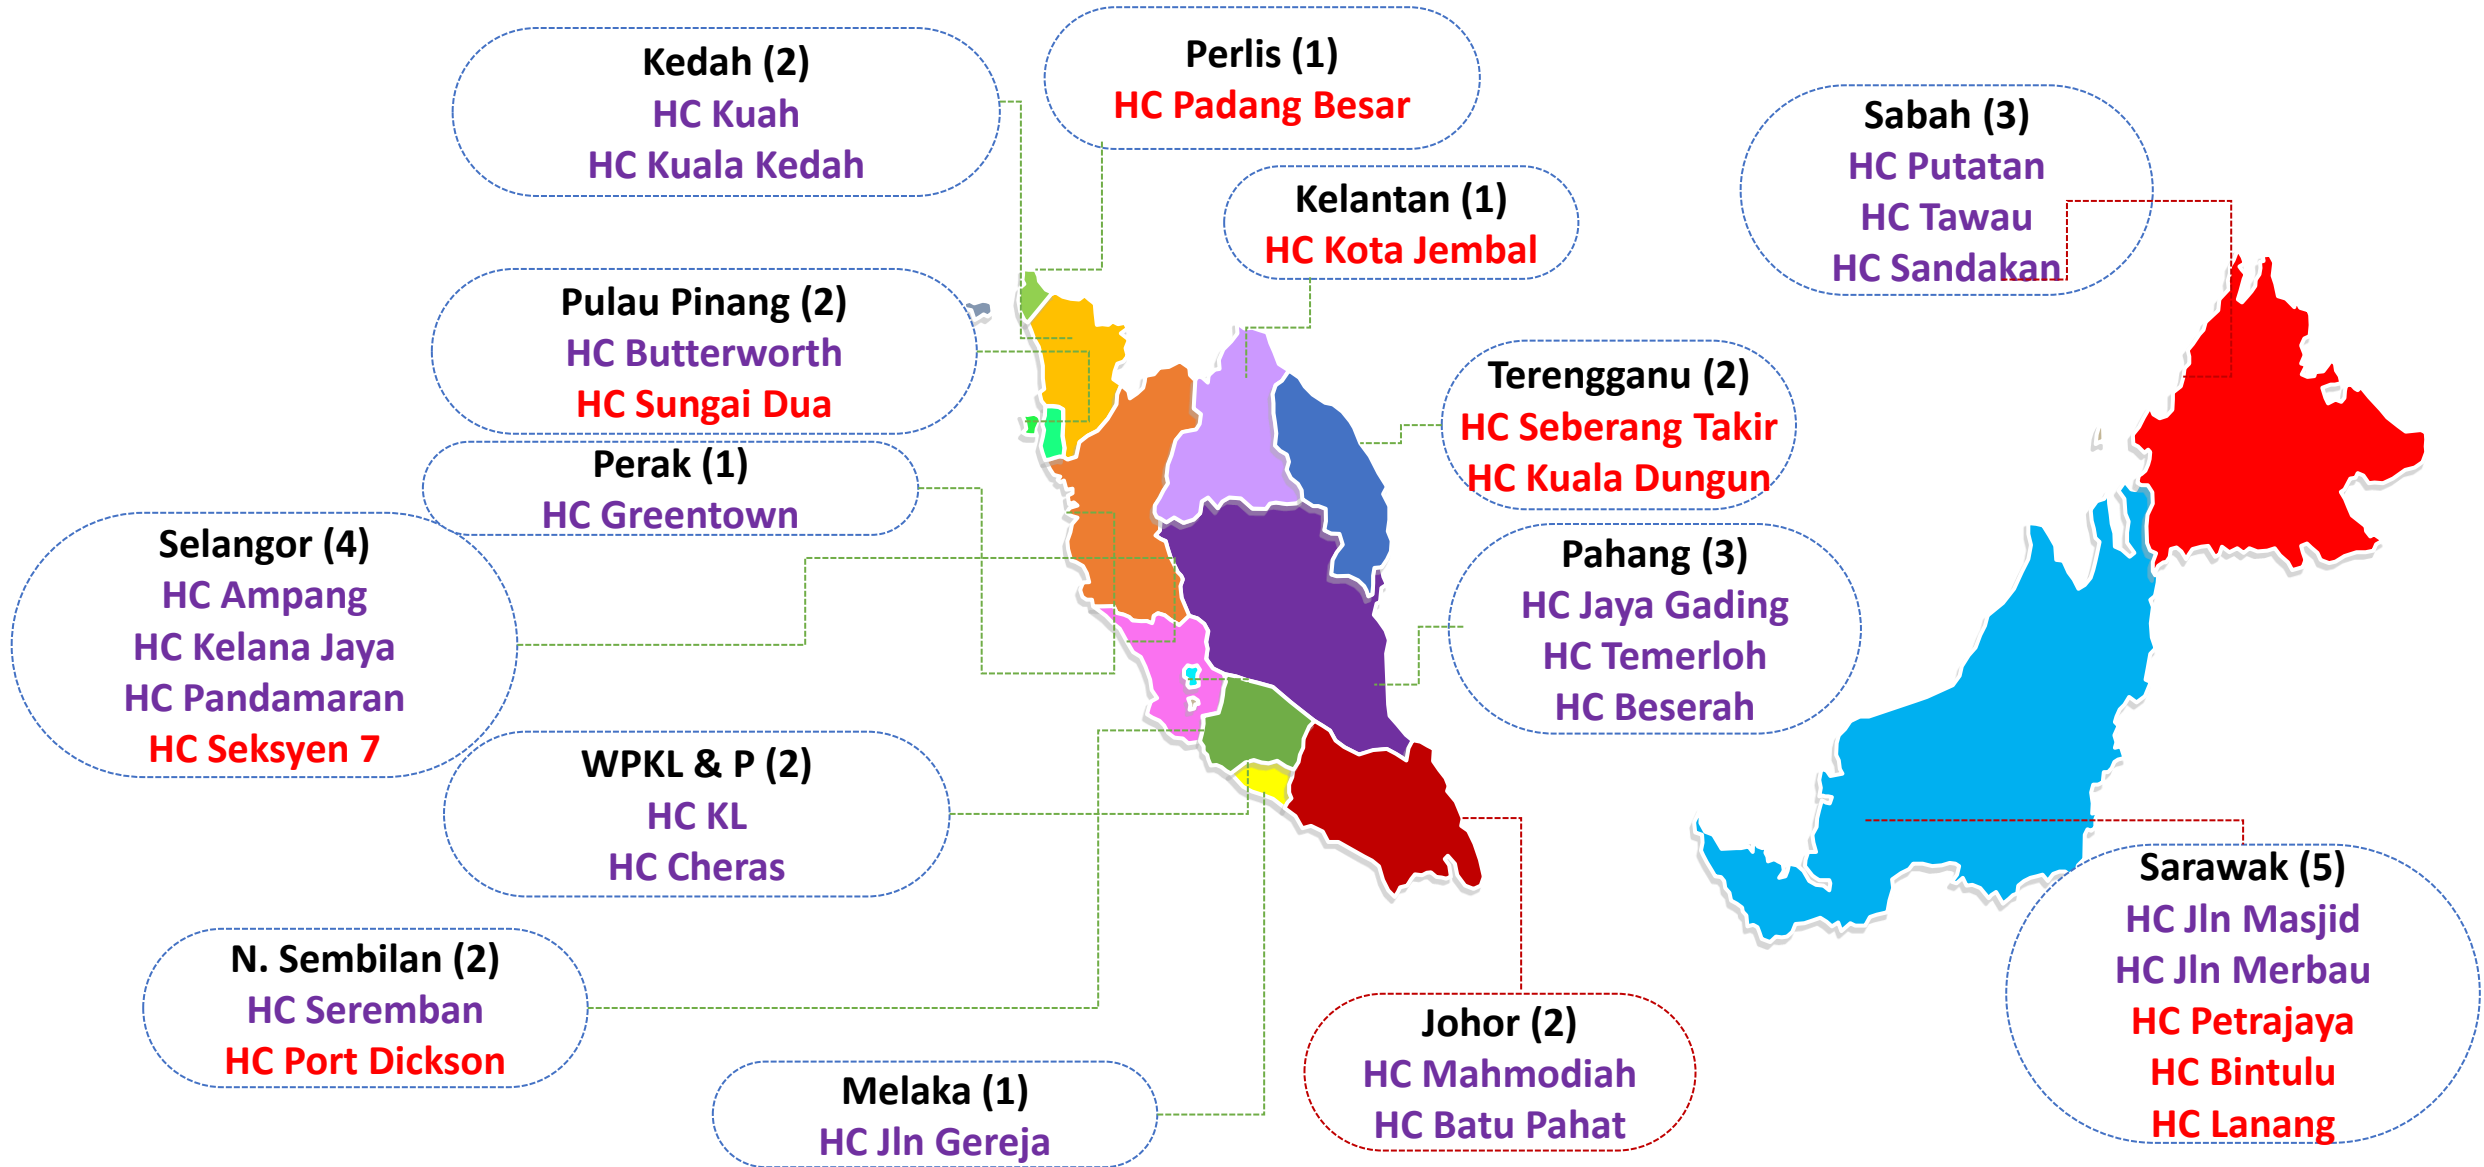 Kedah (2)
HC Kuah
HC Kuala Kedah
Perlis (1)
HC Padang Besar
Kelantan (1)
HC Kota Jembal
Sabah (3)
HC Putatan
HC Tawau
HC Sandakan
Pulau Pinang (2)
HC Butterworth
HC Sungai Dua
Terengganu (2)
HC Seberang Takir
HC Kuala Dungun
Perak (1)
HC Greentown
Selangor (4)
HC Ampang
HC Kelana Jaya
HC Pandamaran
HC Seksyen 7
Pahang (3)
HC Jaya Gading
HC Temerloh
HC Beserah
WPKL & P (2)
HC KL
HC Cheras
Sarawak (5)
HC Jln Masjid
HC Jln Merbau
HC Petrajaya
HC Bintulu
HC Lanang
N. Sembilan (2)
HC Seremban
HC Port Dickson
Johor (2)
HC Mahmodiah
HC Batu Pahat
Melaka (1)
HC Jln Gereja